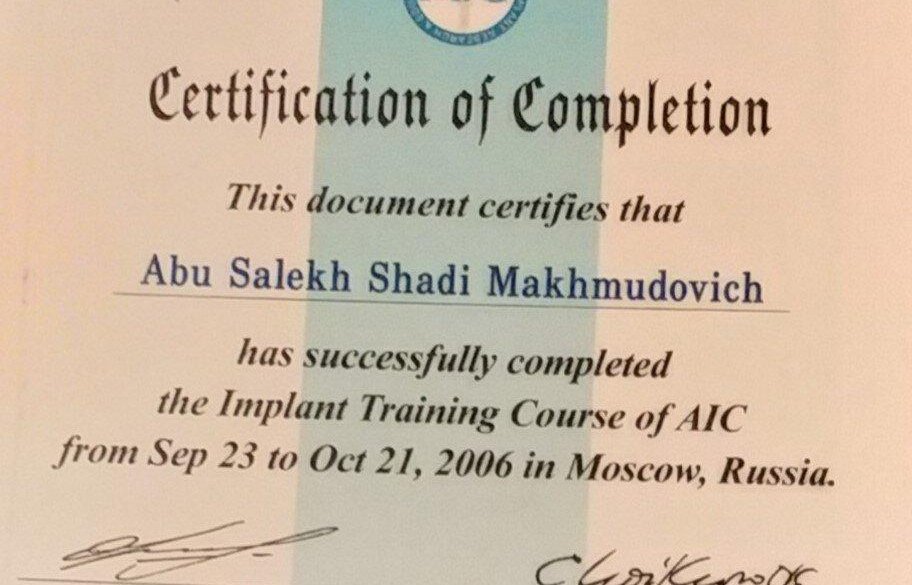 Certification of Completion
This document certifies that
Abu Salekh Shadi Makhmudovich
has successfully completed
the Implant Training Course of AIC
from Sep 23 to Oct 21, 2006 in Moscow, Russia.